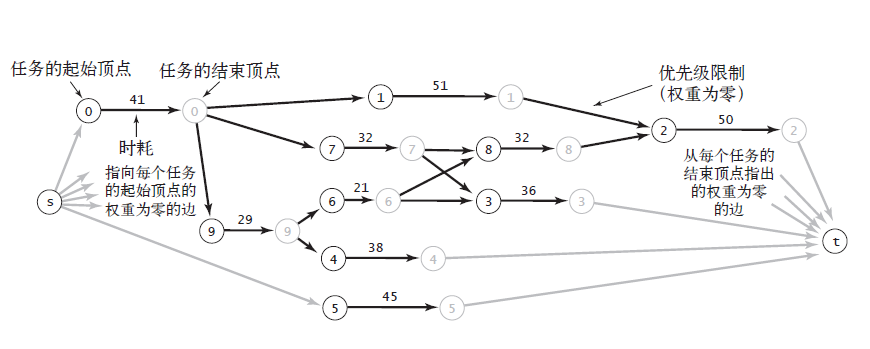 任务的起始顶点
任务的结束顶点
优先级限制
(权重为零)
41
0
0
时耗
51
1
1
32
7
7
32
8
8
50
2
2
指向每个任务
的起始顶点的
权重为零的边
s
21
6
6
36
3
3
从每个任务的
结束顶点指出
的权重为零
的边
29
9
9
38
4
4
t
45
5
5